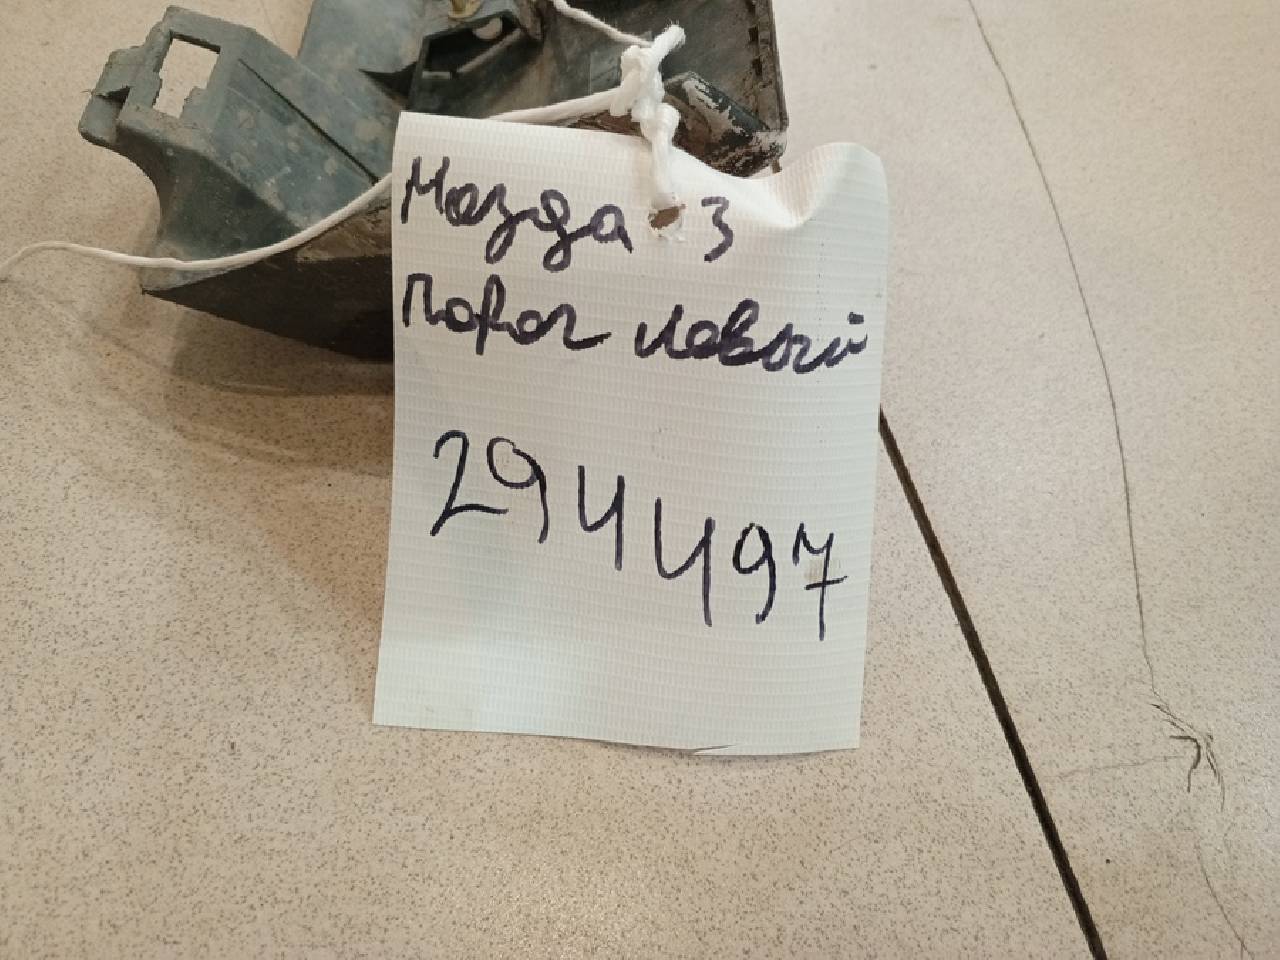 Мазда 3
Порог левый
294497